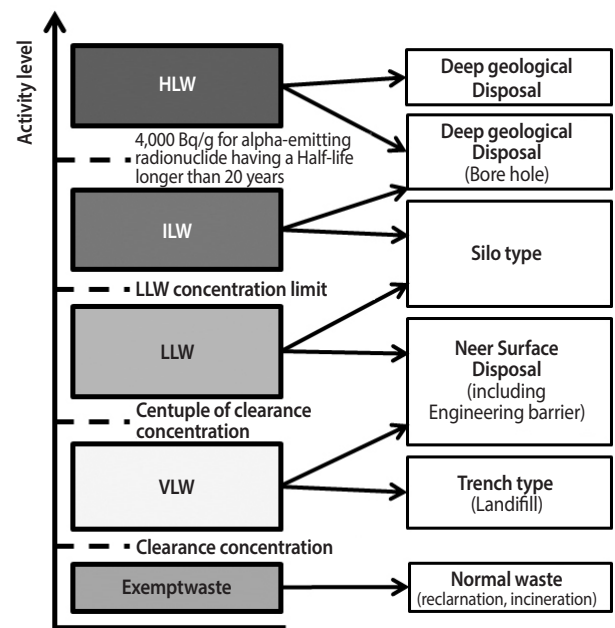 Activity level
HLW
Deep geological
Disposal
4,000 Bq/g for alpha-emitting
radionuclide having a Half-life
longer than 20 years
Deep geological
Disposal
(Bore hole)
ILW
Silo type
LLW concentration limit
LLW
Neer Surface
Disposal
(including
Engineering barrier)
Centuple of clearance
concentration
VLW
Trench type
(Landifill)
Clearance concentration
Exemptwaste
Normal waste
(reclarnation, incineration)